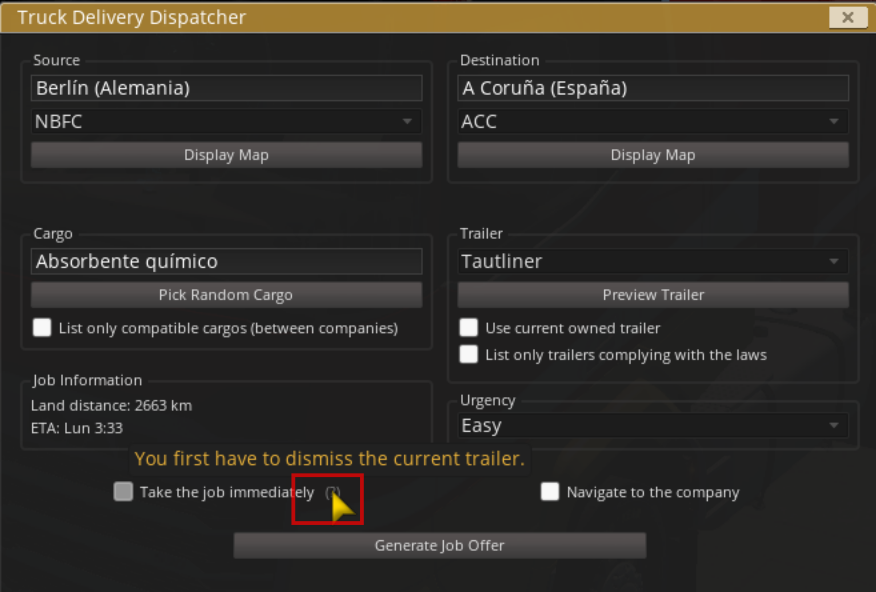 Truck Delivery Dispatcher
Source
Berlín (Alemania)
NBFC
Display Map
Destination
A Coruña (España)
ACC
Display Map
Cargo
Absorbente químico
Pick Random Cargo
List only compatible cargos (between companies)
Trailer
Tautliner
Preview Trailer
Use current owned trailer
List only trailers complying with the laws
Job Information
Land distance: 2663 km
ETA: Lun 3:33
Urgency
Easy
You first have to dismiss the current trailer.
Take the job immediately
Navigate to the company
Generate Job Offer